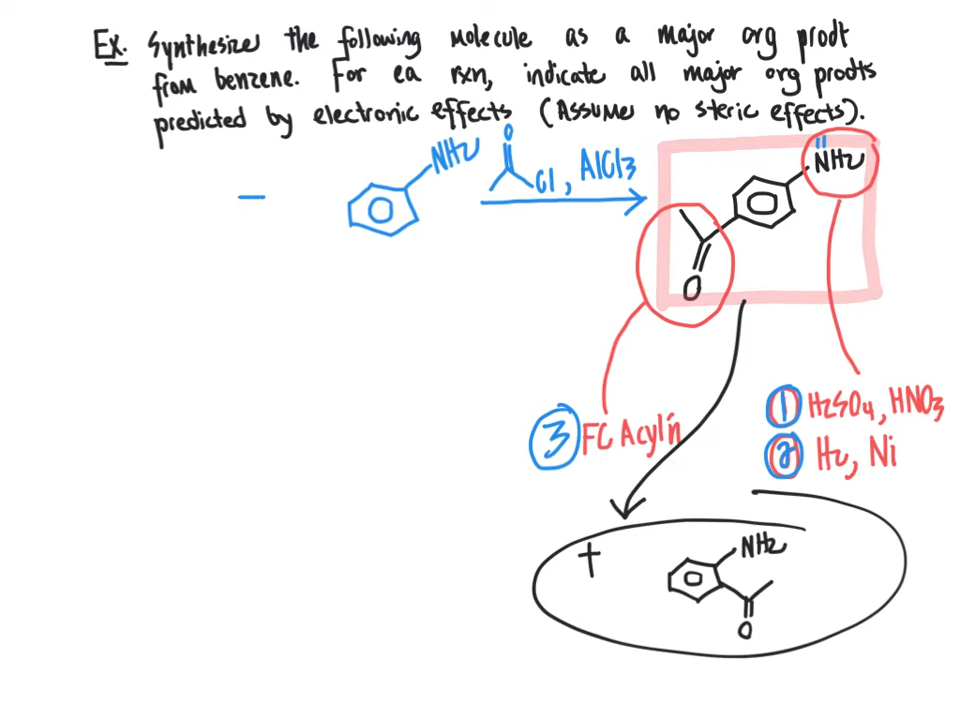 Ex. Synthesize the following molecule as a major org prodt
from benzene. For ea rxn, indicate all major org prodts
predicted by electronic effects (Assume no steric effects).
NH2
O
Cl, AlCl3
NH2
O
① H2SO4, HNO3
③ FC Acyl'n
② H2, Ni
+
NH2
O